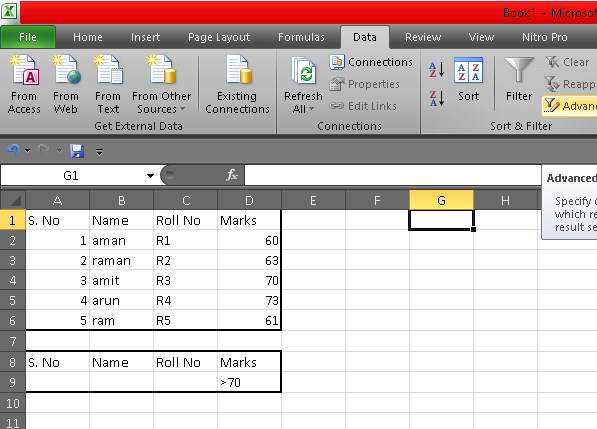 Book1 - Microsof
File Home Insert Page Layout Formulas Data Review View Nitro Pro
From Access
From Web
From Text
From Other Sources
Existing Connections
Get External Data
Refresh All
Connections
Properties
Edit Links
Connections
Sort
Filter
Clear
Reapp
Advan
Sort & Filter
G1 fx
Advanced
Specify c
which re
result se
A B C D E F G H
1 S. No Name Roll No Marks
2 1 aman R1 60
3 2 raman R2 63
4 3 amit R3 70
5 4 arun R4 73
6 5 ram R5 61
7
8 S. No Name Roll No Marks
9 >70
10
11